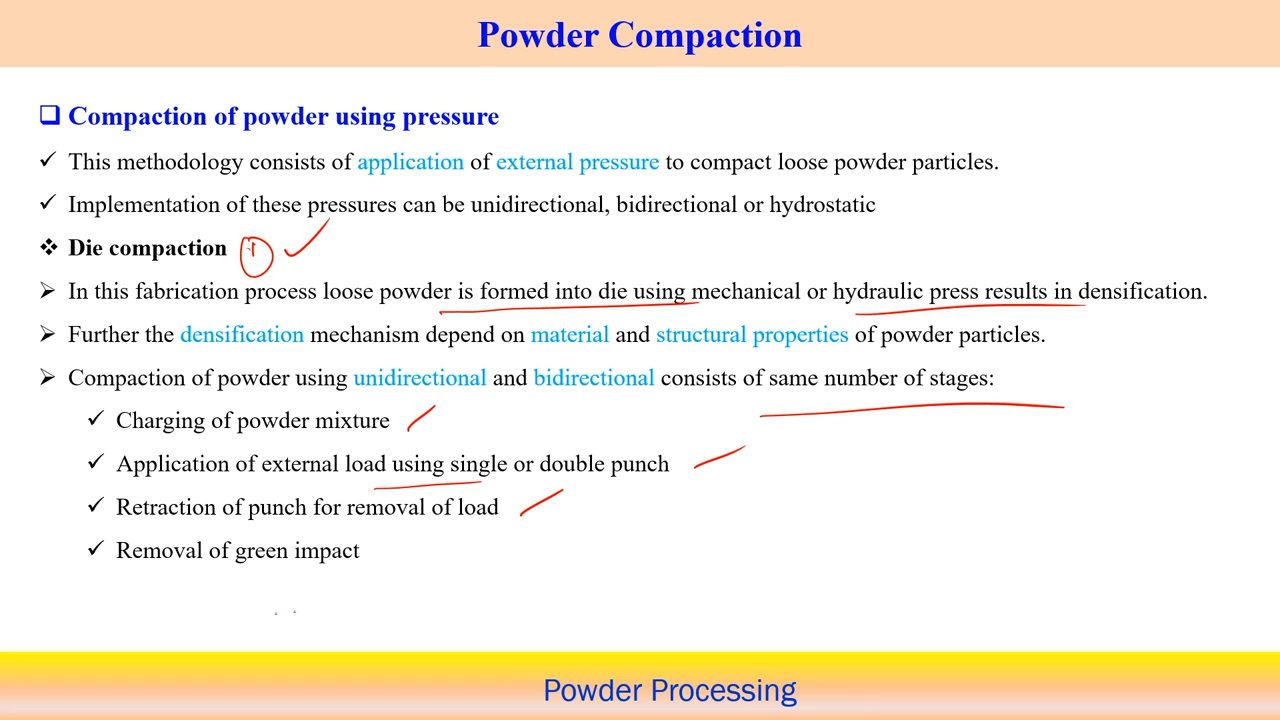 Powder Compaction
Compaction of powder using pressure
This methodology consists of application of external pressure to compact loose powder particles.
Implementation of these pressures can be unidirectional, bidirectional or hydrostatic
Die compaction
In this fabrication process loose powder is formed into die using mechanical or hydraulic press results in densification.
Further the densification mechanism depend on material and structural properties of powder particles.
Compaction of powder using unidirectional and bidirectional consists of same number of stages:
Charging of powder mixture
Application of external load using single or double punch
Retraction of punch for removal of load
Removal of green impact
Powder Processing